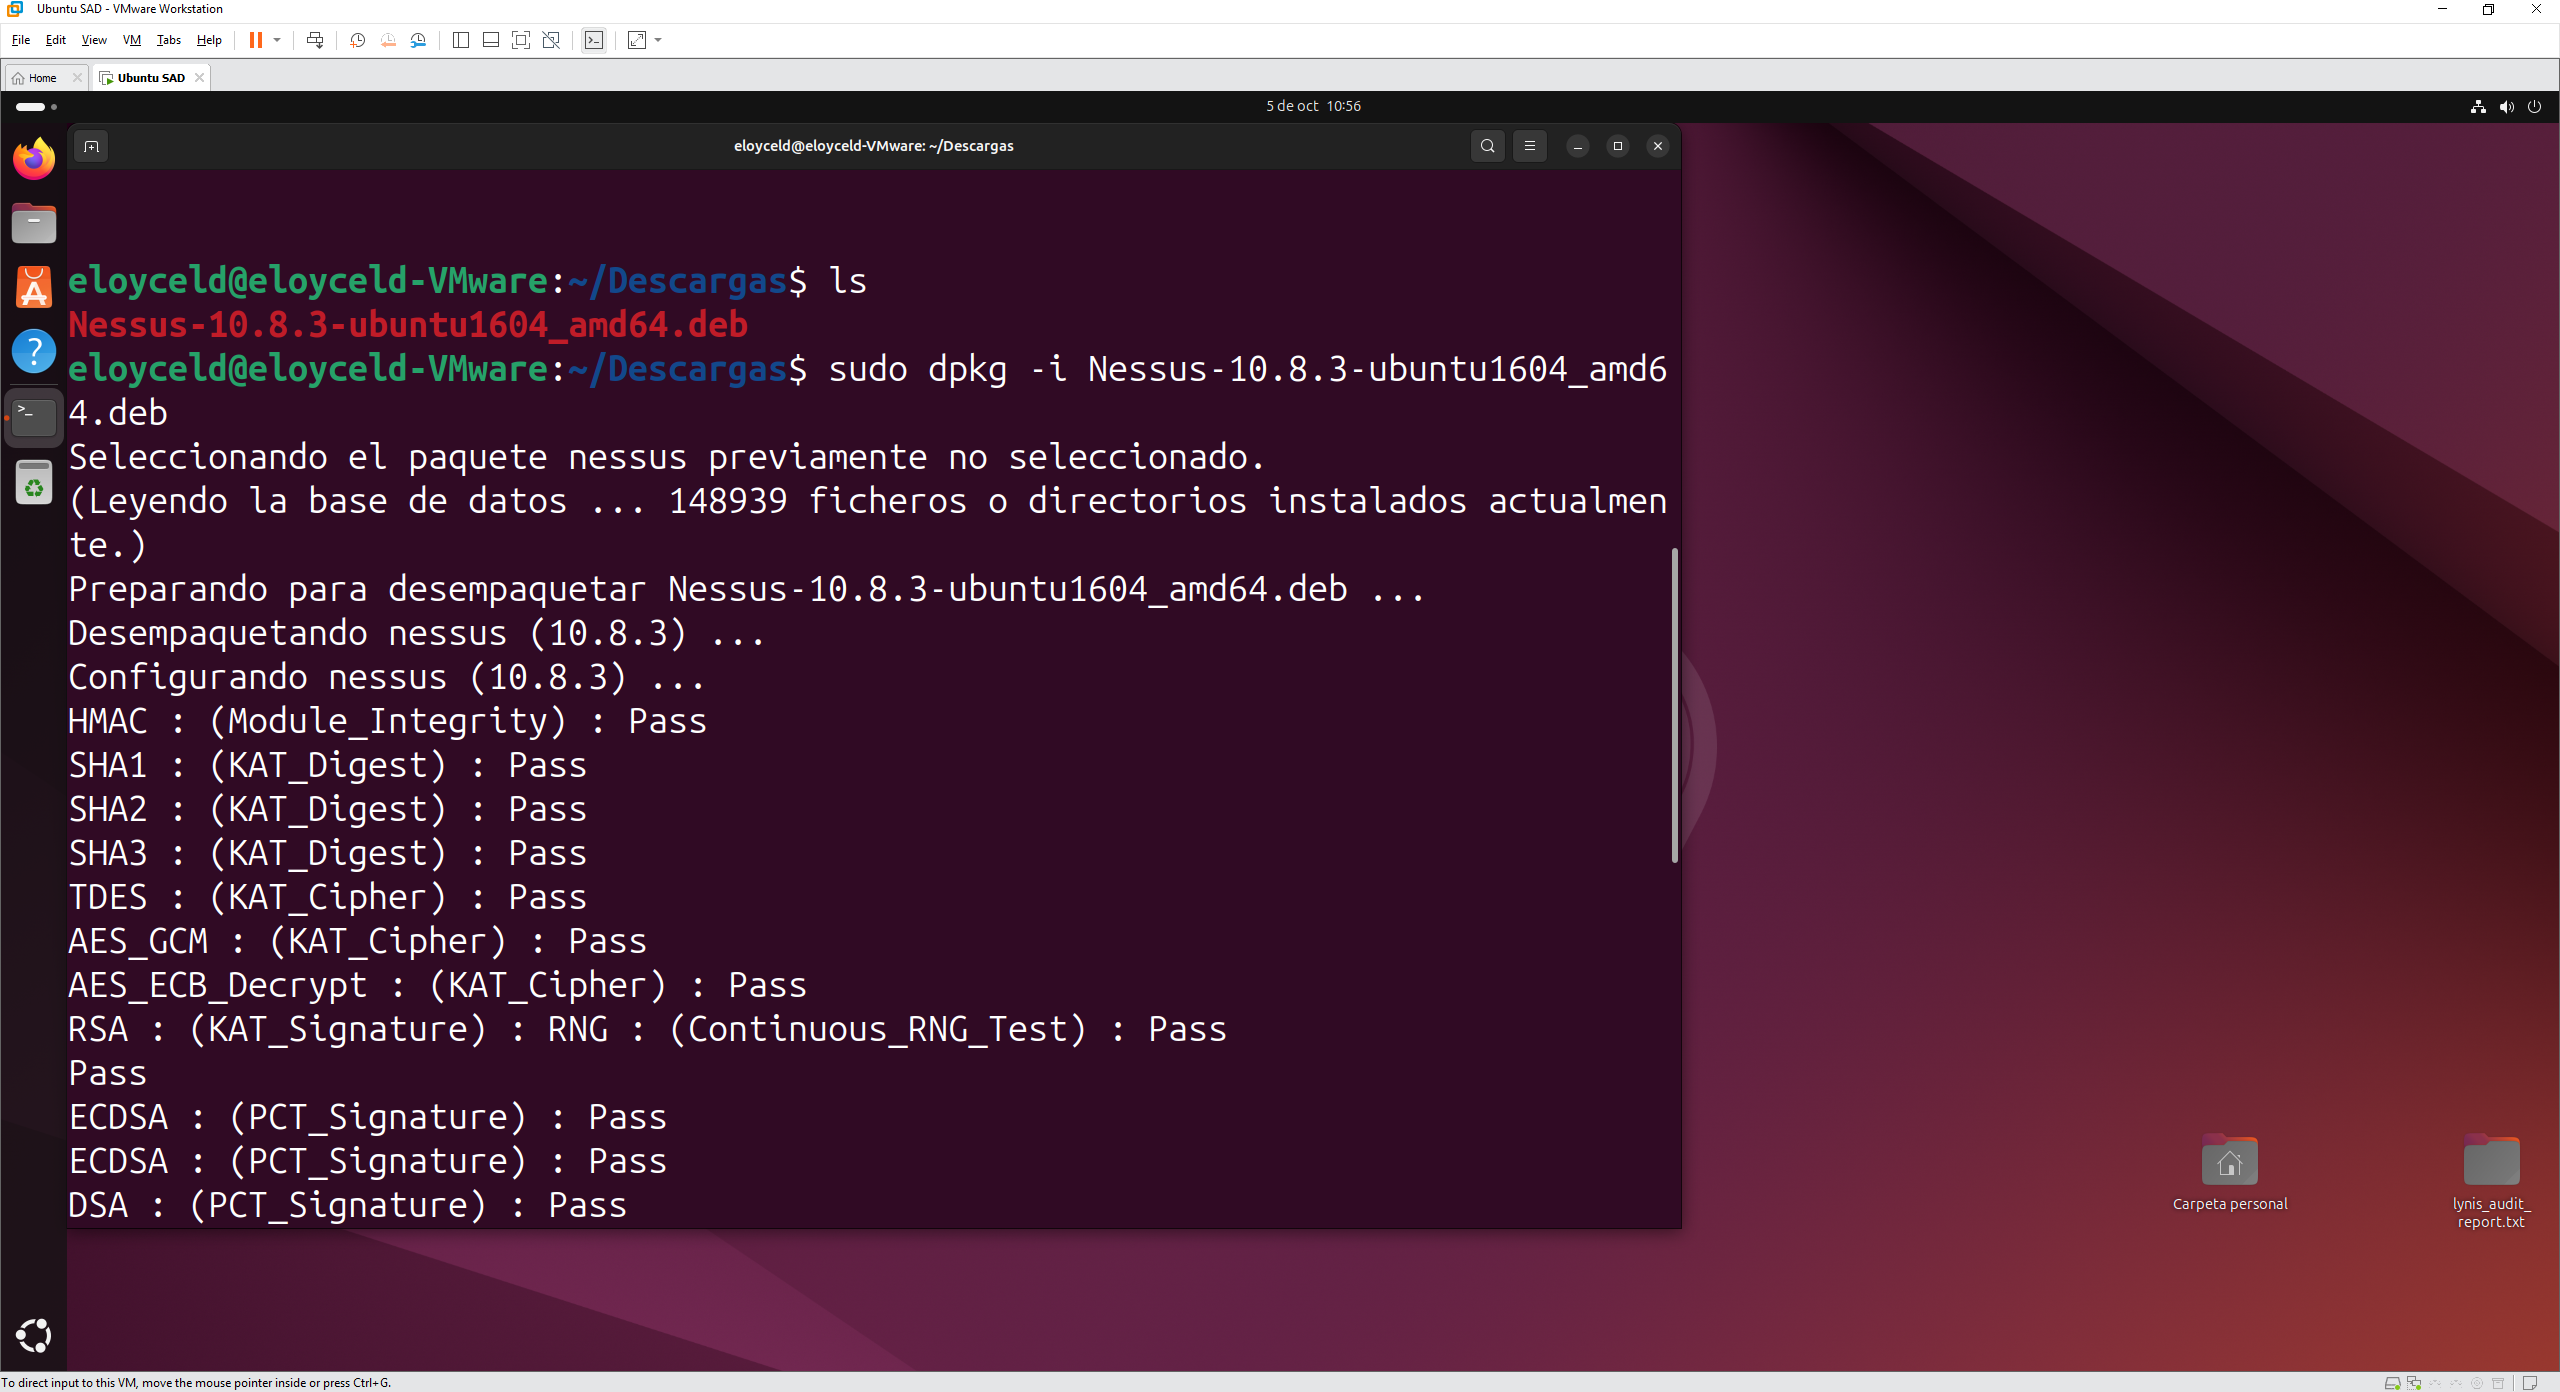 Ubuntu SAD - VMware Workstation
File Edit View VM Tabs Help
Home Ubuntu SAD
5 de oct 10:56
eloyceld@eloyceld-VMware: ~/Descargas
eloyceld@eloyceld-VMware:~/Descargas$ ls
Nessus-10.8.3-ubuntu1604_amd64.deb
eloyceld@eloyceld-VMware:~/Descargas$ sudo dpkg -i Nessus-10.8.3-ubuntu1604_amd6
4.deb
Seleccionando el paquete nessus previamente no seleccionado.
(Leyendo la base de datos ... 148939 ficheros o directorios instalados actualmen
te.)
Preparando para desempaquetar Nessus-10.8.3-ubuntu1604_amd64.deb ...
Desempaquetando nessus (10.8.3) ...
Configurando nessus (10.8.3) ...
HMAC : (Module_Integrity) : Pass
SHA1 : (KAT_Digest) : Pass
SHA2 : (KAT_Digest) : Pass
SHA3 : (KAT_Digest) : Pass
TDES : (KAT_Cipher) : Pass
AES_GCM : (KAT_Cipher) : Pass
AES_ECB_Decrypt : (KAT_Cipher) : Pass
RSA : (KAT_Signature) : RNG : (Continuous_RNG_Test) : Pass
Pass
ECDSA : (PCT_Signature) : Pass
ECDSA : (PCT_Signature) : Pass
DSA : (PCT_Signature) : Pass
Carpeta personal
lynis_audit_
report.txt
To direct input to this VM, move the mouse pointer inside or press Ctrl+G.